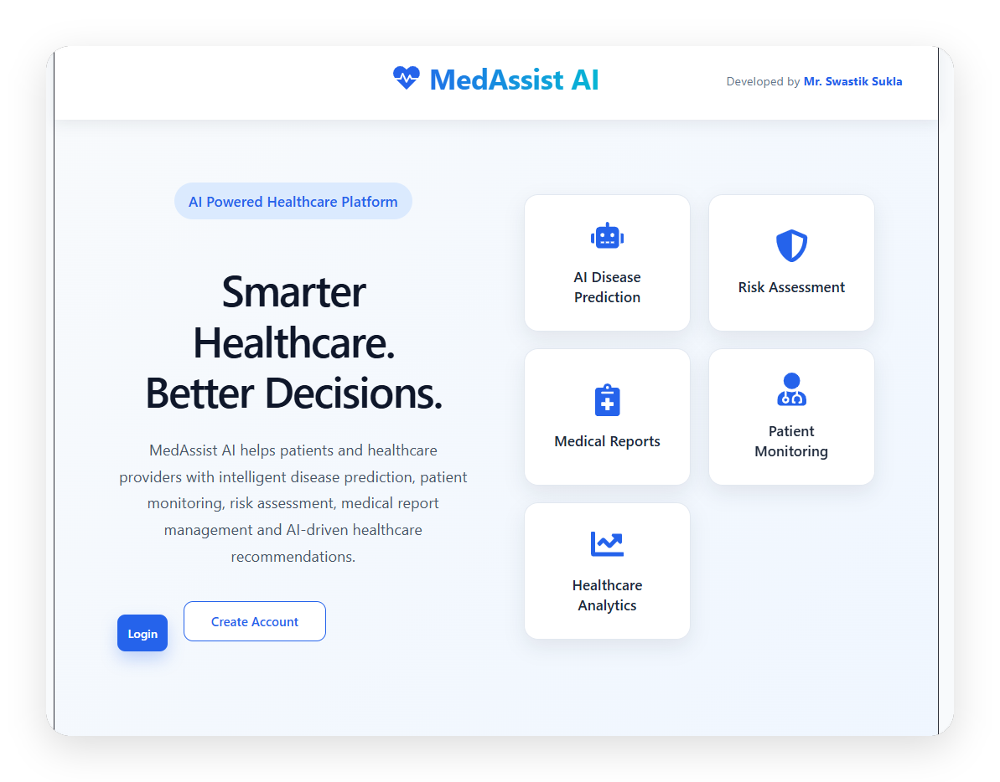 MedAssist AI
Developed by Mr. Swastik Sukla
AI Powered Healthcare Platform
Smarter
Healthcare.
Better Decisions.
MedAssist AI helps patients and healthcare
providers with intelligent disease prediction, patient
monitoring, risk assessment, medical report
management and AI-driven healthcare
recommendations.
Login
Create Account
AI Disease
Prediction
Risk Assessment
Medical Reports
Patient
Monitoring
Healthcare
Analytics